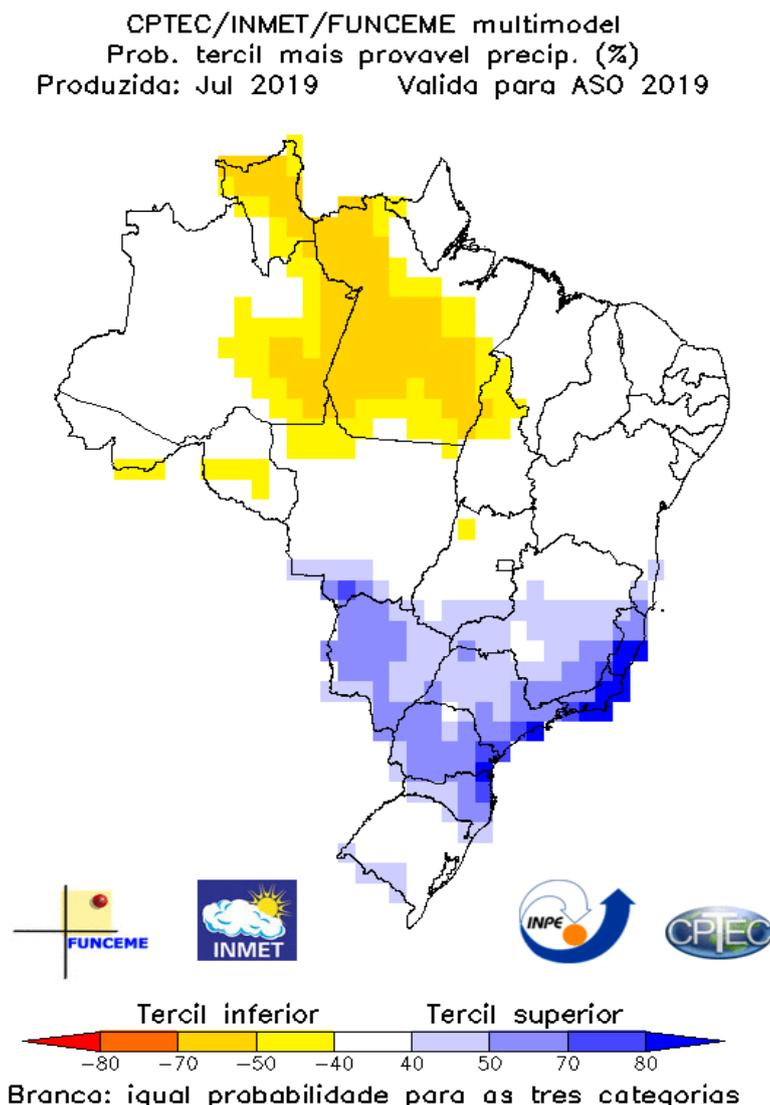 CPTEC/INMET/FUNCEME multimodel
Prob. tercil mais provavel precip. (%)
Produzida: Jul 2019 Valida para ASO 2019
FUNCEME
INMET
INPE
CPTEC
Tercil inferior Tercil superior
-80 -70 -50 -40 40 50 70 80
Branca: igual probabilidade para as tres categorias